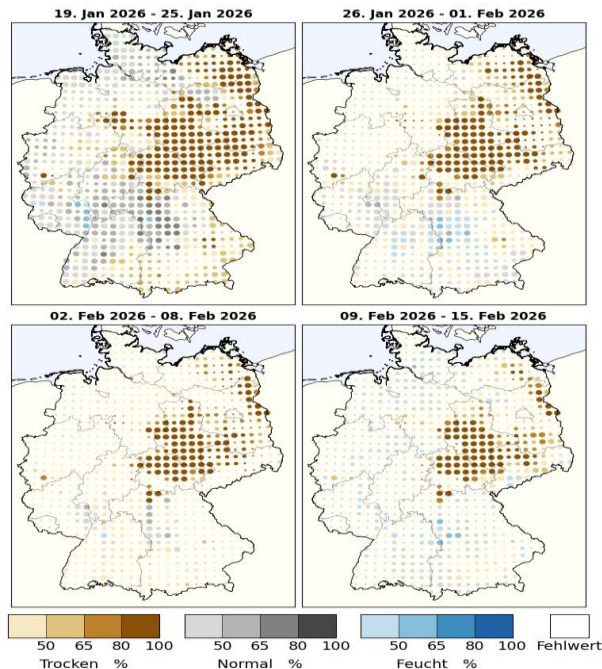 19. Jan 2026 - 25. Jan 2026
26. Jan 2026 - 01. Feb 2026
02. Feb 2026 - 08. Feb 2026
09. Feb 2026 - 15. Feb 2026
50 65 80 100
Trocken %
50 65 80 100
Normal %
50 65 80 100
Feucht %
Fehlwert